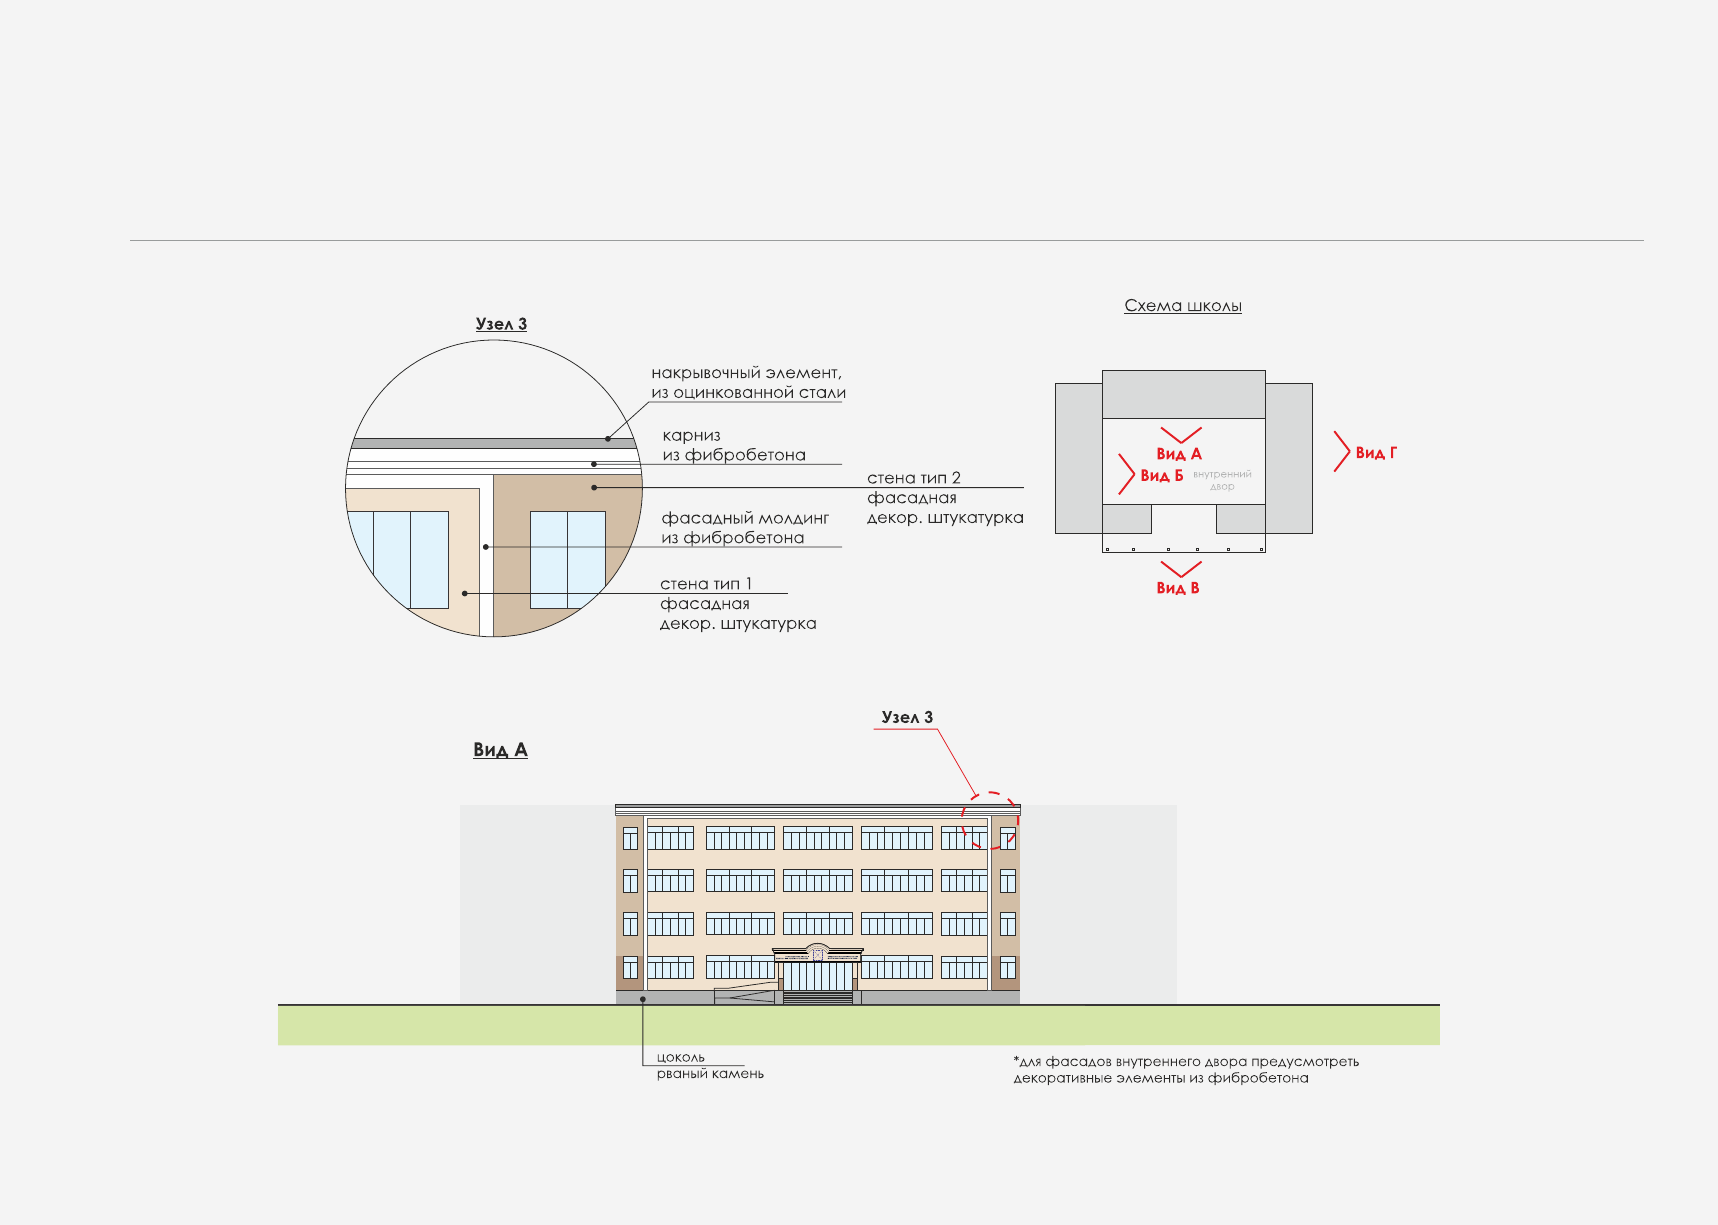 Схема школы
Узел 3
накрывочный элемент,
из оцинкованной стали
карниз
из фибробетона
стена тип 2
фасадная
декор. штукатурка
фасадный молдинг
из фибробетона
стена тип 1
фасадная
декор. штукатурка
Вид А
Вид Б
внутренний
двор
Вид Г
Вид В
Узел 3
Вид А
цоколь
рваный камень
*для фасадов внутреннего двора предусмотреть
декоративные элементы из фибробетона